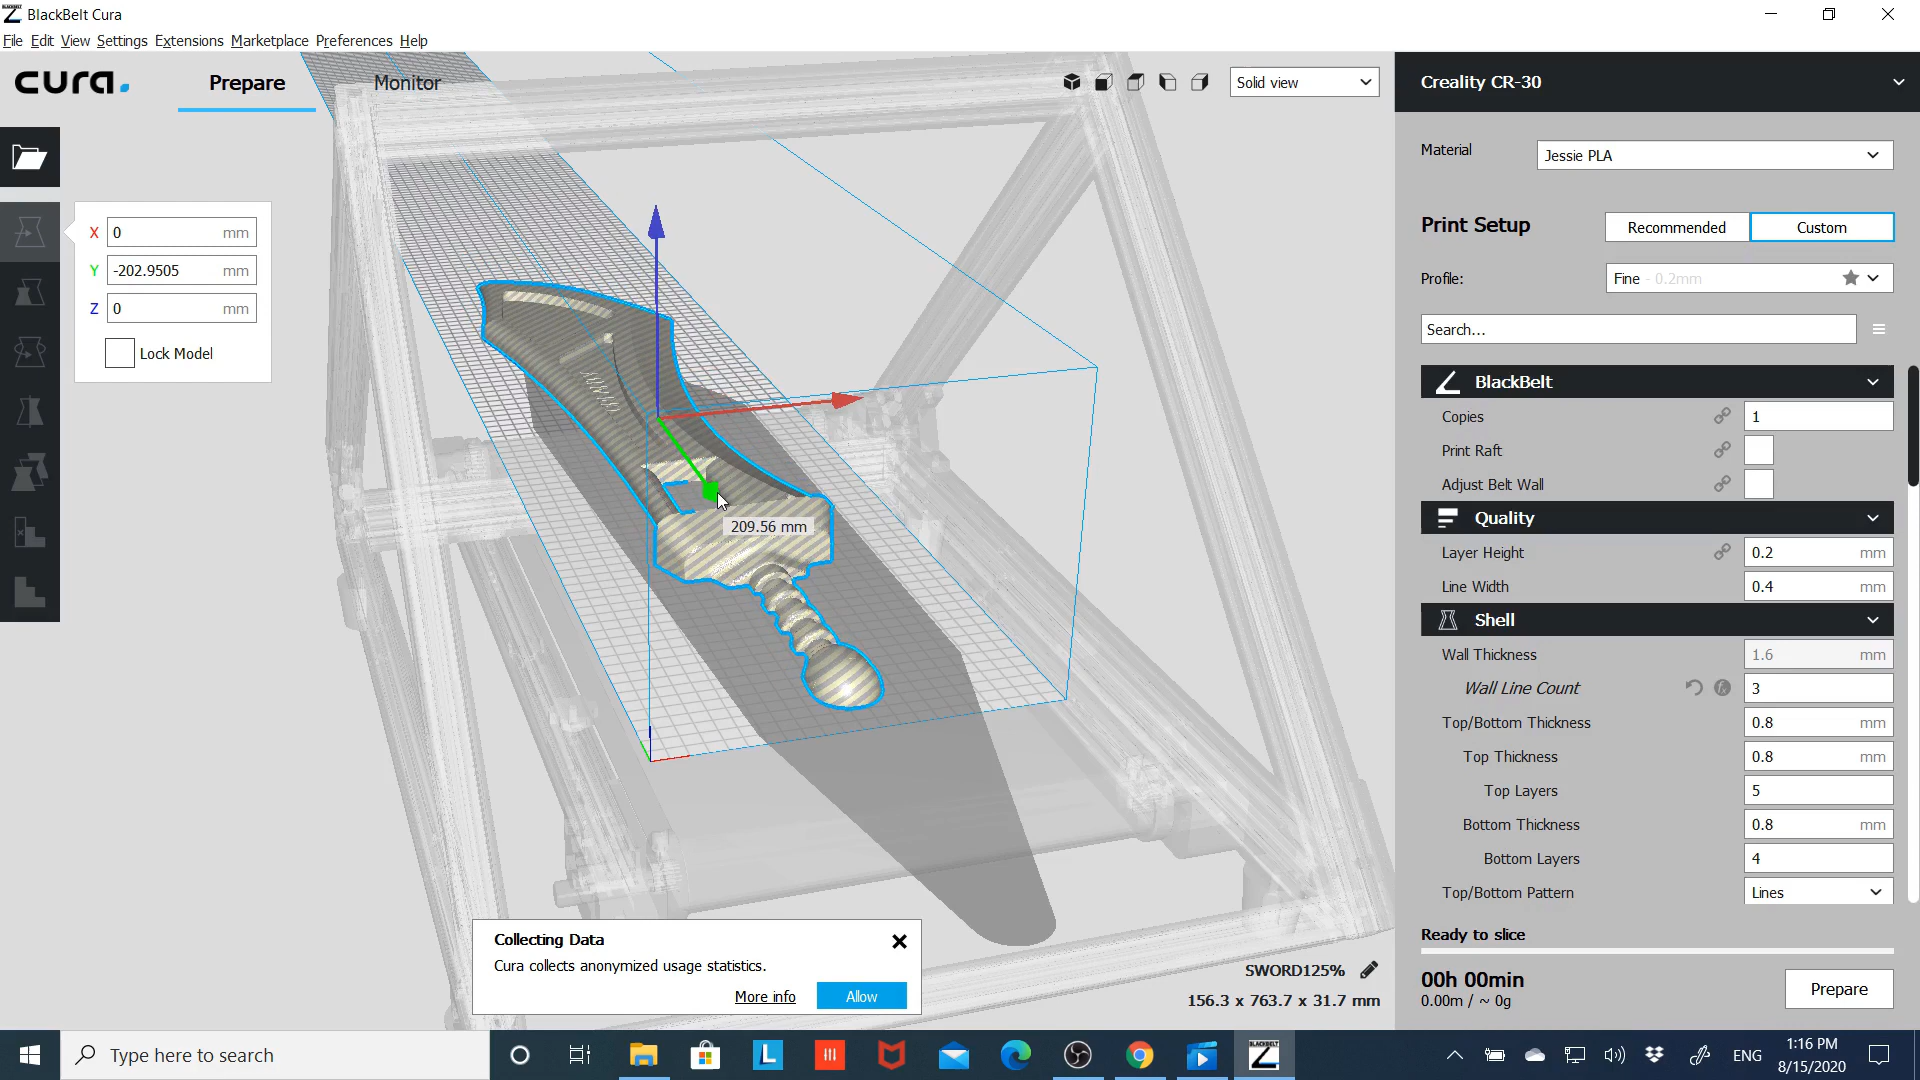 BlackBelt Cura
File Edit View Settings Extensions Marketplace Preferences Help
cura.
Prepare
Monitor
Solid view
Creality CR-30
X 0 mm
Y -202.9505 mm
Z 0 mm
Lock Model
209.56 mm
Material
Jessie PLA
Print Setup
Recommended
Custom
Profile:
Fine - 0.2mm
Search...
BlackBelt
Copies 1
Print Raft
Adjust Belt Wall
Quality
Layer Height 0.2 mm
Line Width 0.4 mm
Shell
Wall Thickness 1.6 mm
Wall Line Count 3
Top/Bottom Thickness 0.8 mm
Top Thickness 0.8 mm
Top Layers 5
Bottom Thickness 0.8 mm
Bottom Layers 4
Top/Bottom Pattern Lines
Ready to slice
00h 00min
0.00m / ~ 0g
Prepare
Collecting Data
Cura collects anonymized usage statistics.
More info
Allow
SWORD125%
156.3 x 763.7 x 31.7 mm
Type here to search
L
ENG
1:16 PM
8/15/2020